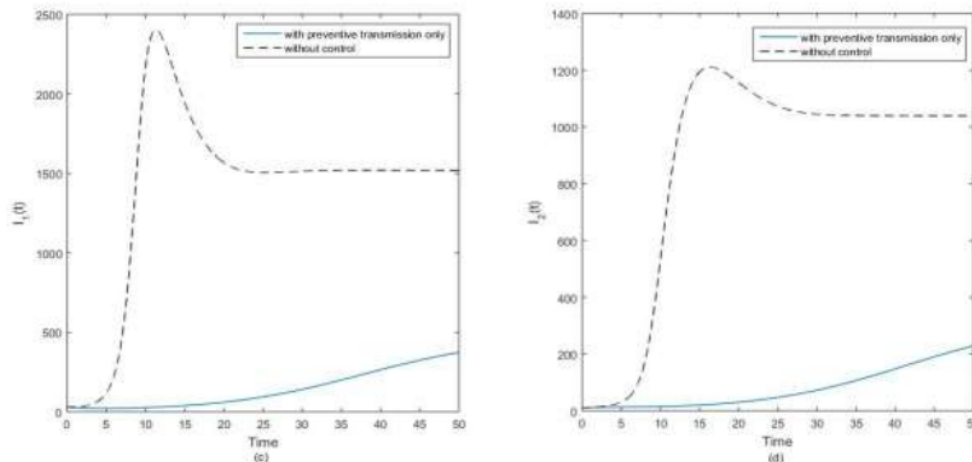 2500
2000
1500
1000
500
0
I1(t)
with preventive transmission only
without control
0 5 10 15 20 25 30 35 40 45 50
Time
(c)
1400
1200
1000
800
600
400
200
0
I2(t)
with preventive transmission only
without control
0 5 10 15 20 25 30 35 40 45 50
Time
(d)